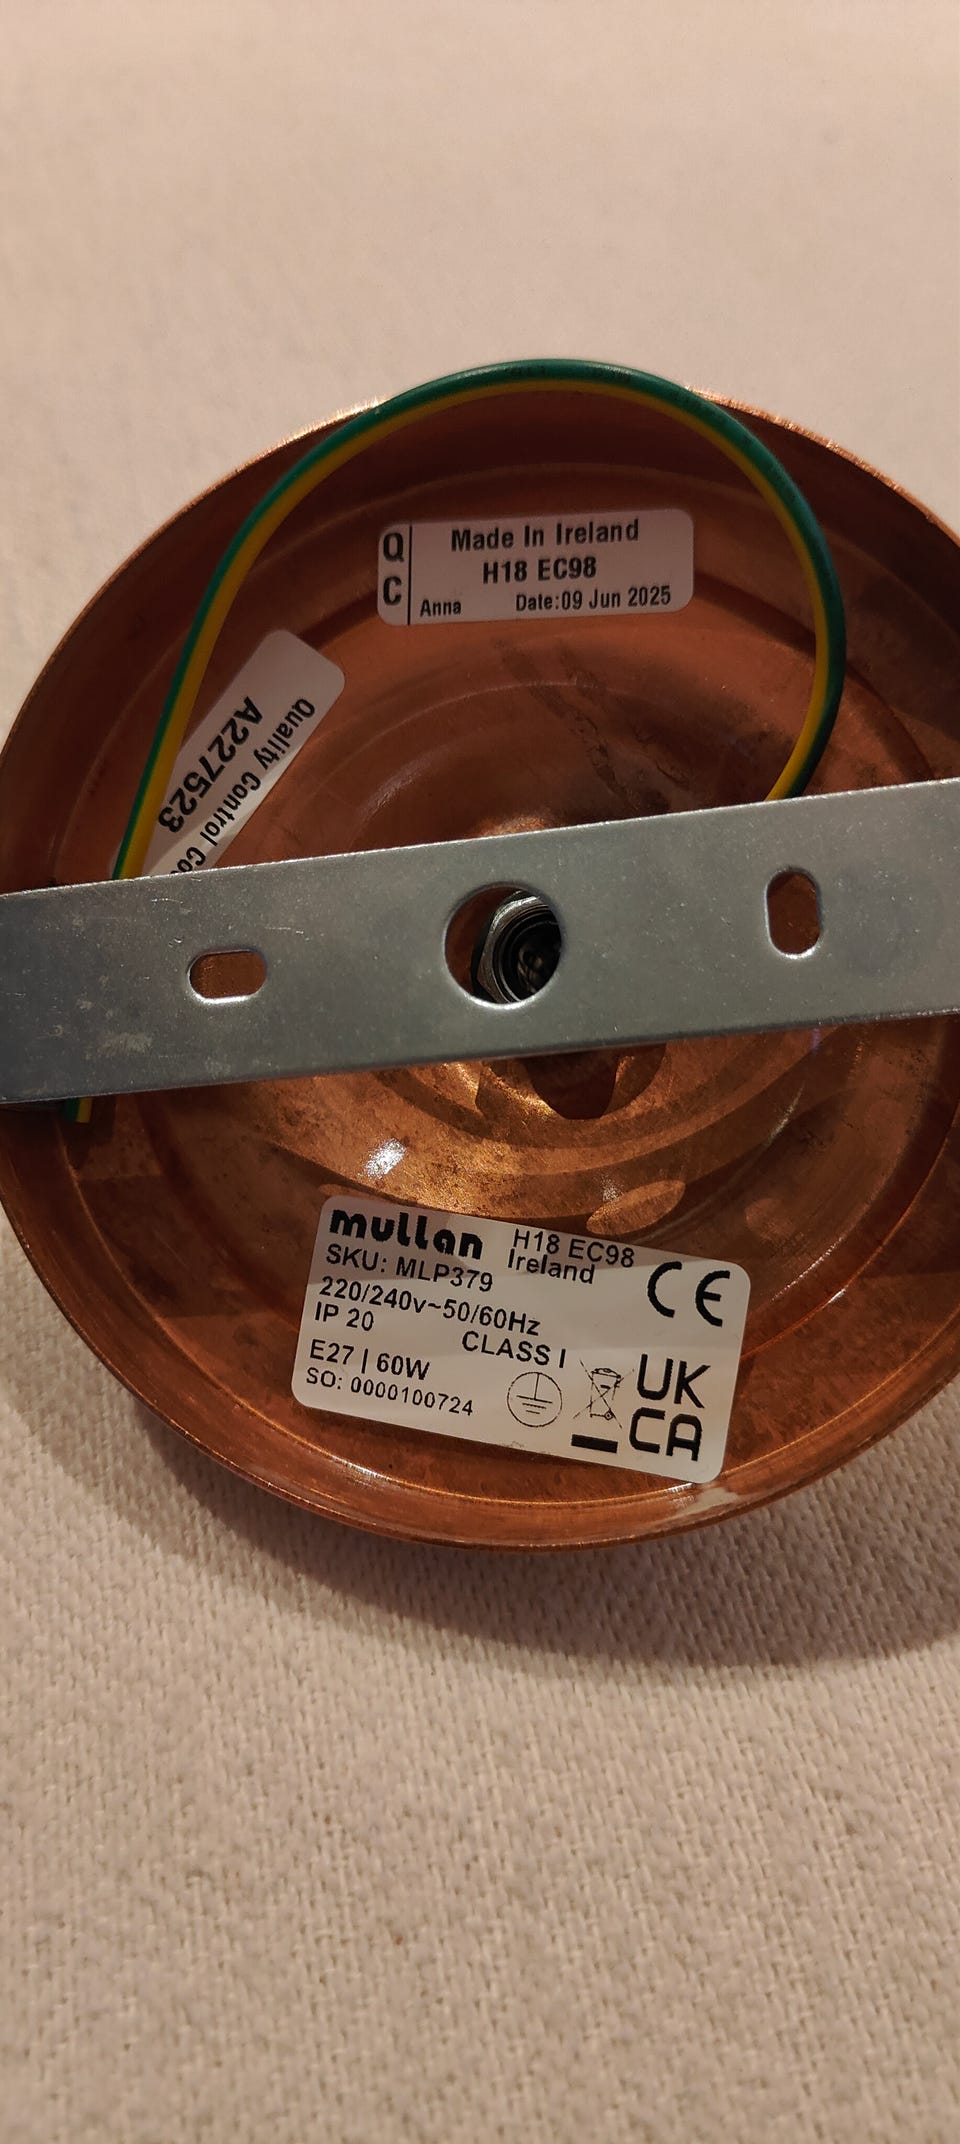 Q C
Made In Ireland
H18 EC98
Anna Date:09 Jun 2025
Quality Control
A227523
mullan H18 EC98
Ireland
SKU: MLP379
220/240v~50/60Hz
IP 20 CLASS I
E27 | 60W
SO: 0000100724
CE
UK
CA